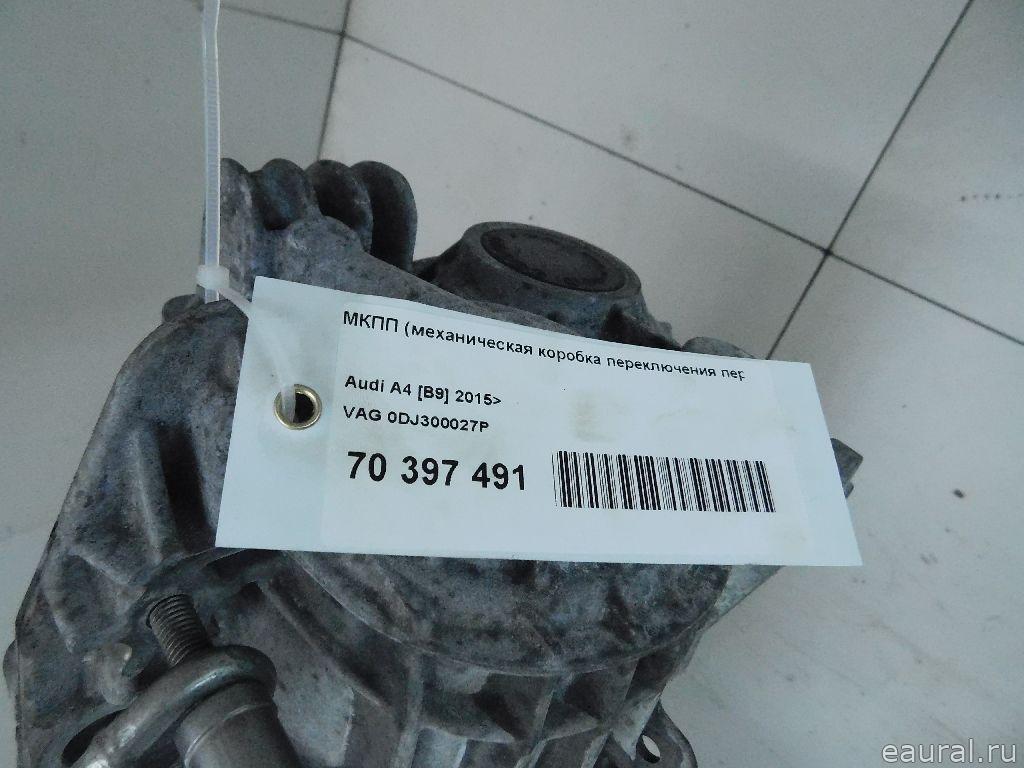 МКПП (механическая коробка переключения пер
Audi A4 [B9] 2015>
VAG 0DJ300027P
70 397 491
eaural.ru